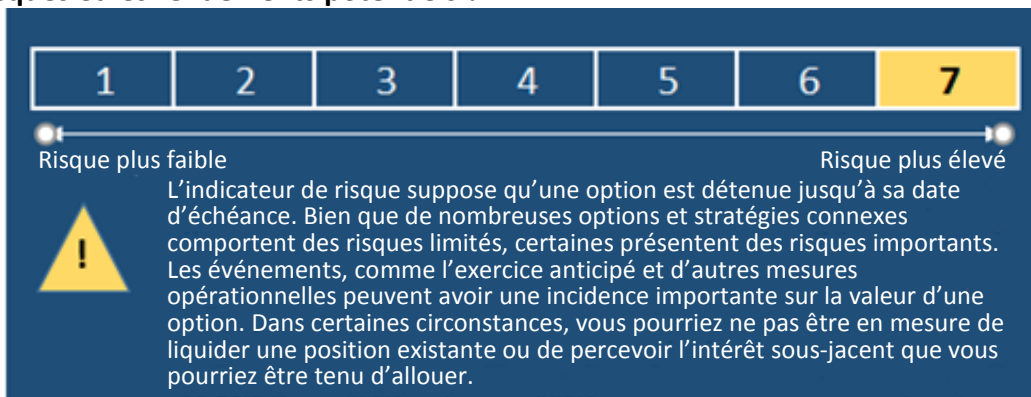 1 2 3 4 5 6 7
Risque plus faible Risque plus élevé
L’indicateur de risque suppose qu’une option est détenue jusqu’à sa date
d’échéance. Bien que de nombreuses options et stratégies connexes
comportent des risques limités, certaines présentent des risques importants.
!
Les événements, comme l’exercice anticipé et d’autres mesures
opérationnelles peuvent avoir une incidence importante sur la valeur d’une
option. Dans certaines circonstances, vous pourriez ne pas être en mesure de
liquider une position existante ou de percevoir l’intérêt sous-jacent que vous
pourriez être tenu d’allouer.